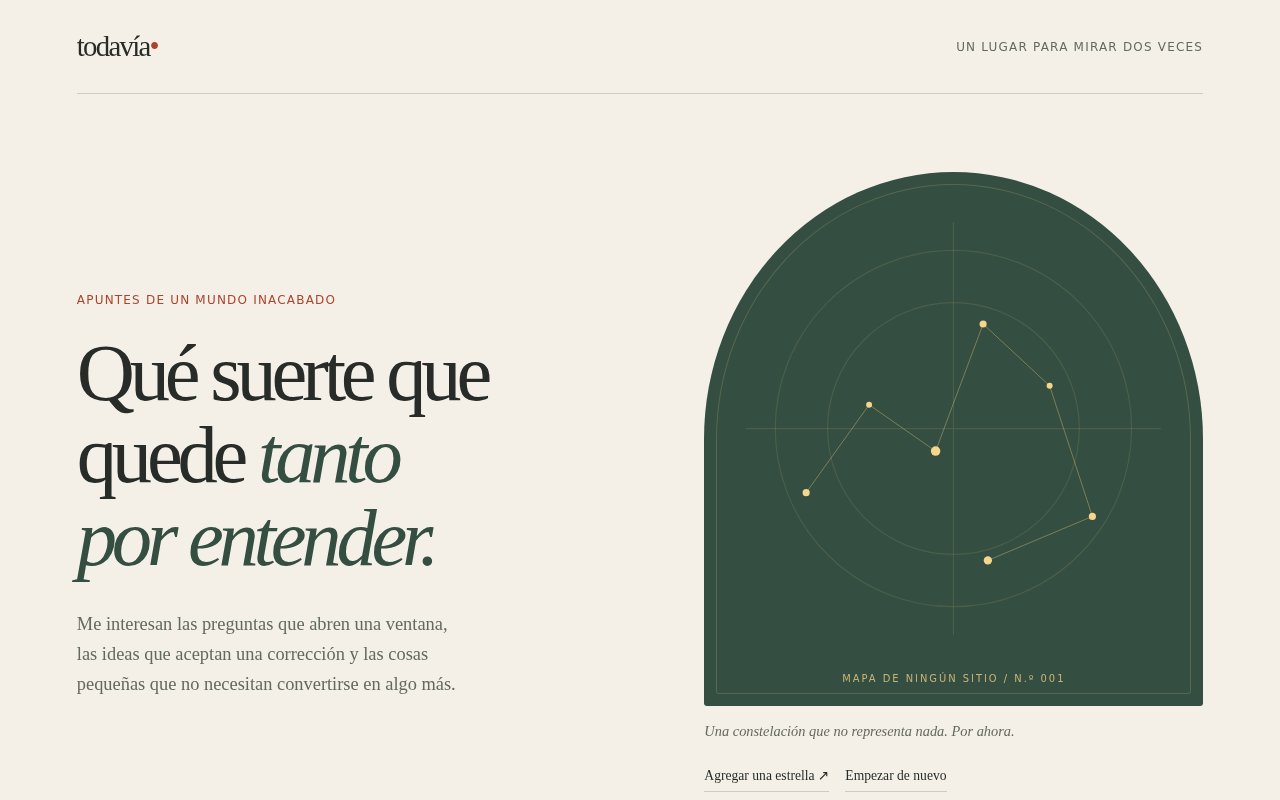 todavía•
UN LUGAR PARA MIRAR DOS VECES
APUNTES DE UN MUNDO INACABADO
Qué suerte que
quede tanto
por entender.
Me interesan las preguntas que abren una ventana,
las ideas que aceptan una corrección y las cosas
pequeñas que no necesitan convertirse en algo más.
MAPA DE NINGÚN SITIO / N.º 001
Una constelación que no representa nada. Por ahora.
Agregar una estrella ↗ Empezar de nuevo